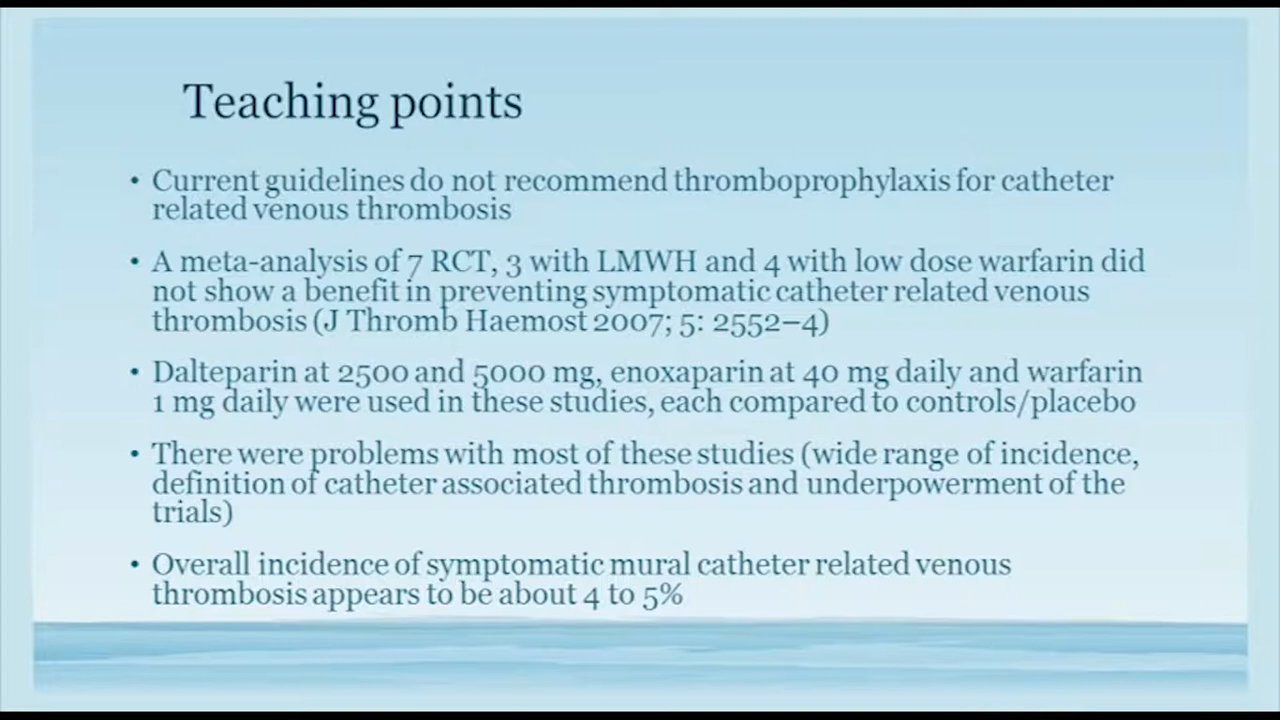 Teaching points
• Current guidelines do not recommend thromboprophylaxis for catheter
related venous thrombosis
• A meta-analysis of 7 RCT, 3 with LMWH and 4 with low dose warfarin did
not show a benefit in preventing symptomatic catheter related venous
thrombosis (J Thromb Haemost 2007; 5: 2552–4)
• Dalteparin at 2500 and 5000 mg, enoxaparin at 40 mg daily and warfarin
1 mg daily were used in these studies, each compared to controls/placebo
• There were problems with most of these studies (wide range of incidence,
definition of catheter associated thrombosis and underpowerment of the
trials)
• Overall incidence of symptomatic mural catheter related venous
thrombosis appears to be about 4 to 5%